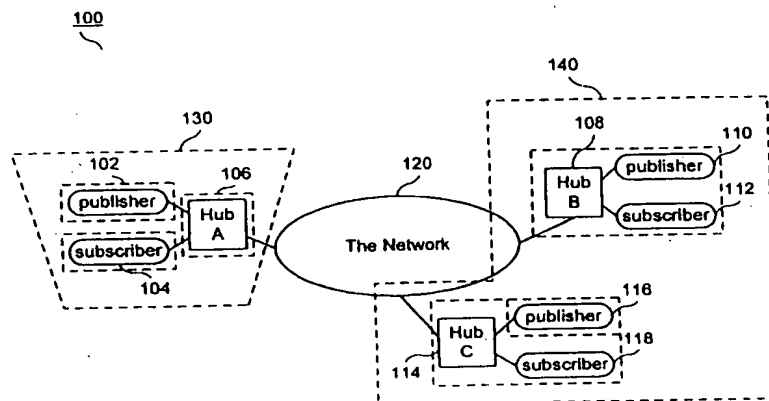 100
130
102
publisher
106
Hub
A
subscriber
104
120
The Network
140
108
Hub
B
publisher
110
subscriber
112
Hub
C
114
publisher
116
subscriber
118